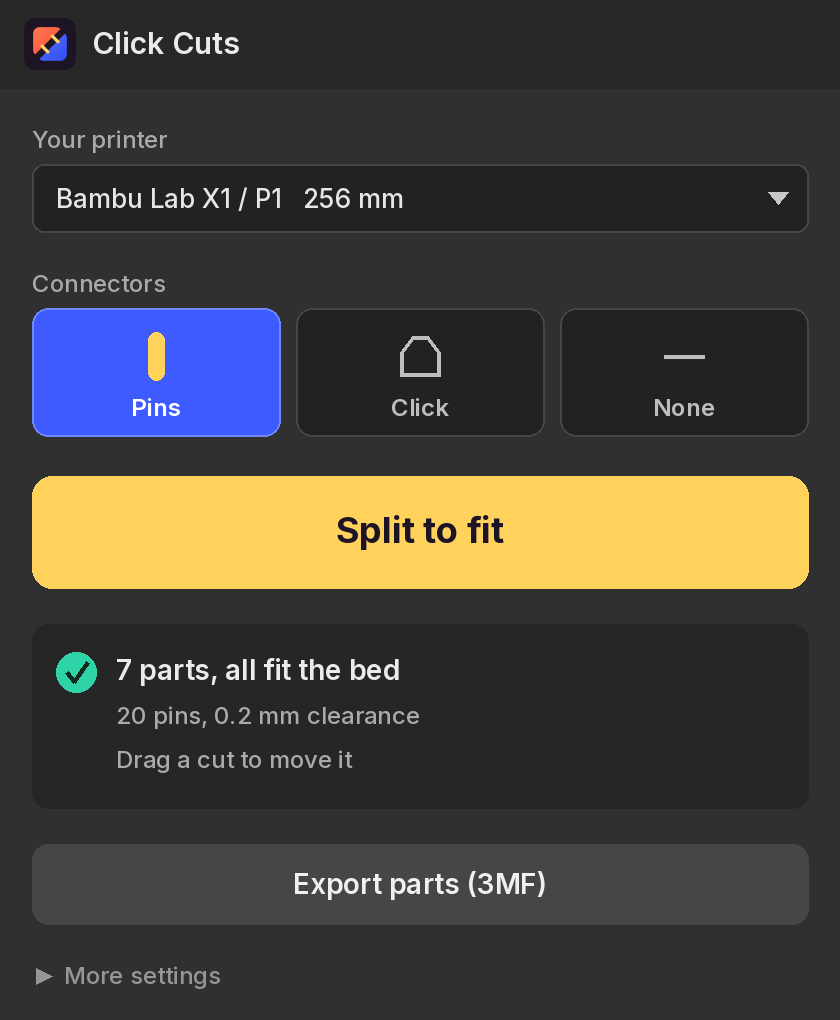 Click Cuts
Your printer
Bambu Lab X1 / P1 256 mm
Connectors
Pins
Click
None
Split to fit
7 parts, all fit the bed
20 pins, 0.2 mm clearance
Drag a cut to move it
Export parts (3MF)
More settings